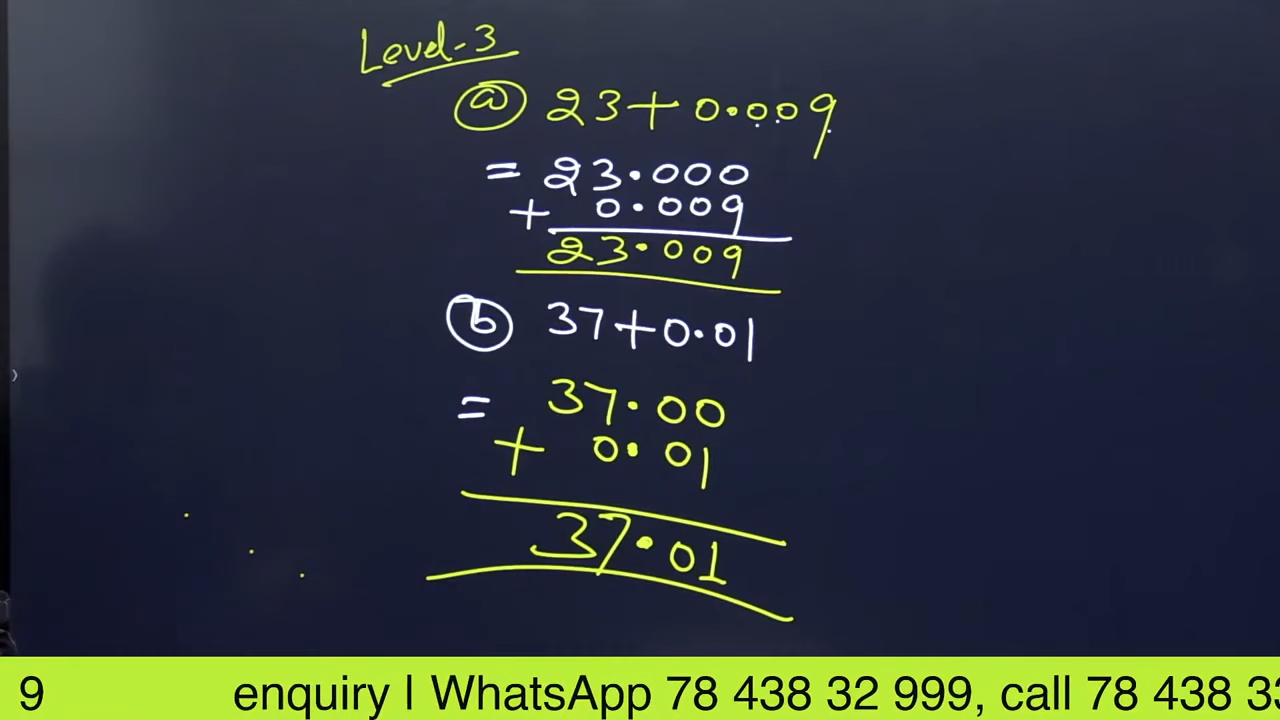 Level-3
(a) 23+0.009
= 23.000
+ 0.009
23.009
(b) 37+0.01
= 37.00
+ 0.01
37.01
9 enquiry I WhatsApp 78 438 32 999, call 78 438